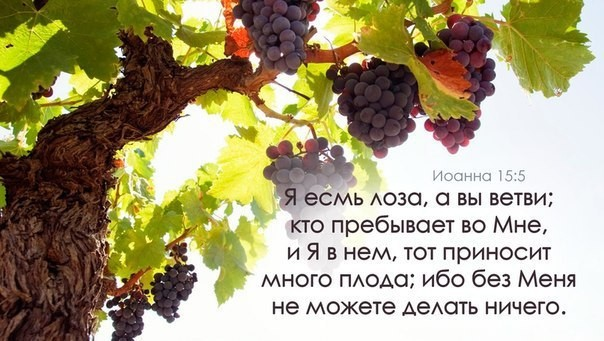 Иоанна 15:5
Я есмь лоза, а вы ветви;
кто пребывает во Мне,
и Я в нем, тот приносит
много плода; ибо без Меня
не можете делать ничего.